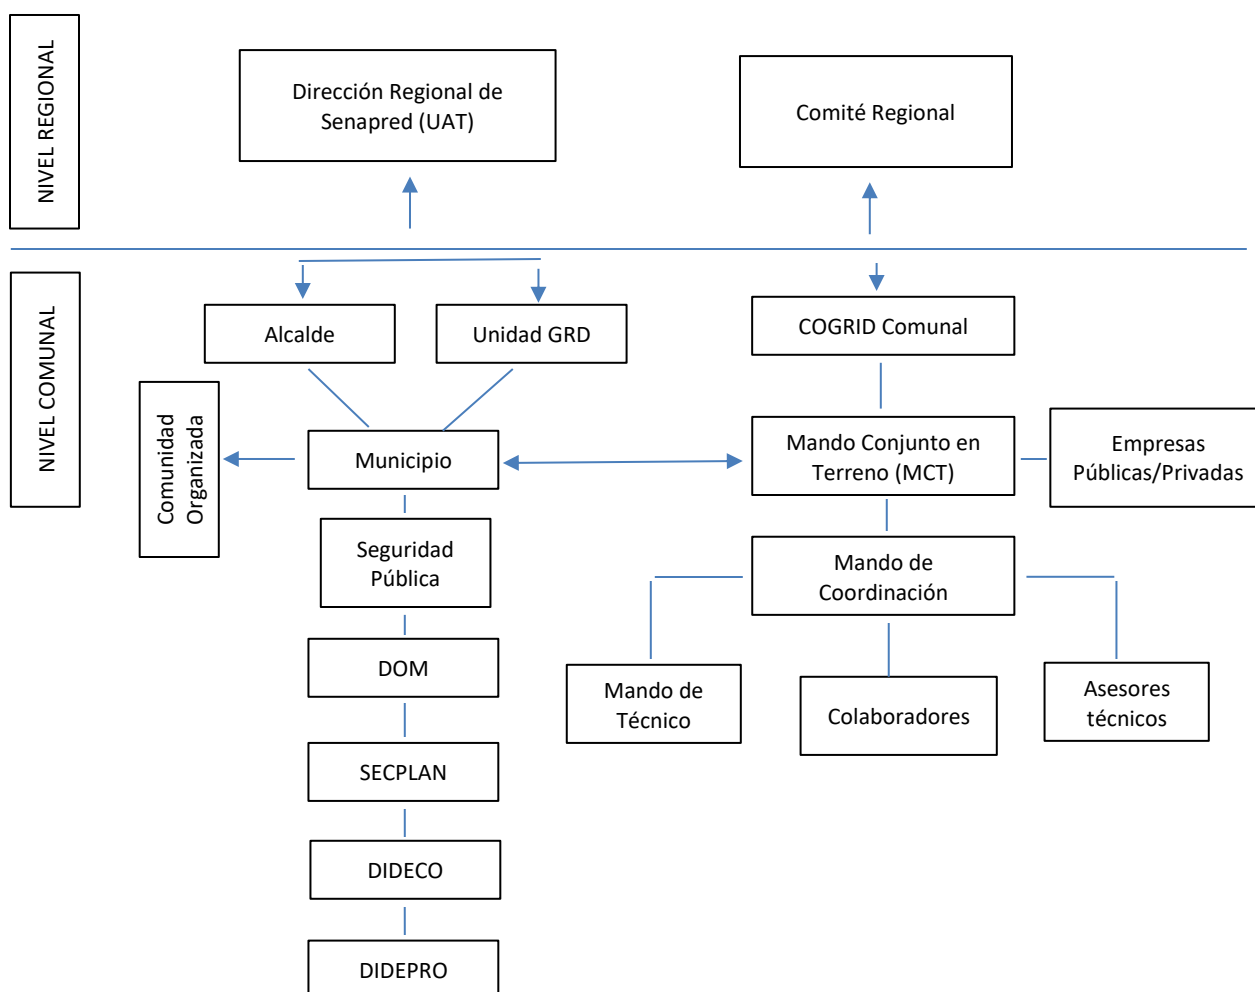 NIVEL REGIONAL
Dirección Regional de
Senapred (UAT)
Comité Regional
NIVEL COMUNAL
Alcalde
Unidad GRD
COGRID Comunal
Comunidad
Organizada
Municipio
Mando Conjunto en
Terreno (MCT)
Empresas
Públicas/Privadas
Seguridad
Pública
Mando de
Coordinación
DOM
Mando de
Técnico
Colaboradores
Asesores
técnicos
SECPLAN
DIDECO
DIDEPRO